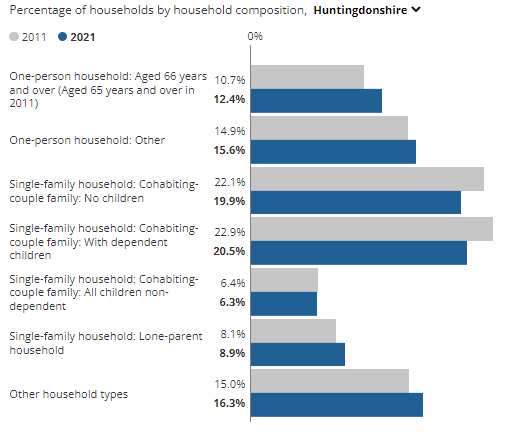 Percentage of households by household composition, Huntingdonshire
2011 2021
0%
One-person household: Aged 66 years
and over (Aged 65 years and over in
2011)
10.7%
12.4%
One-person household: Other
14.9%
15.6%
Single-family household: Cohabiting-
couple family: No children
22.1%
19.9%
Single-family household: Cohabiting-
couple family: With dependent
children
22.9%
20.5%
Single-family household: Cohabiting-
couple family: All children non-
dependent
6.4%
6.3%
Single-family household: Lone-parent
household
8.1%
8.9%
Other household types
15.0%
16.3%